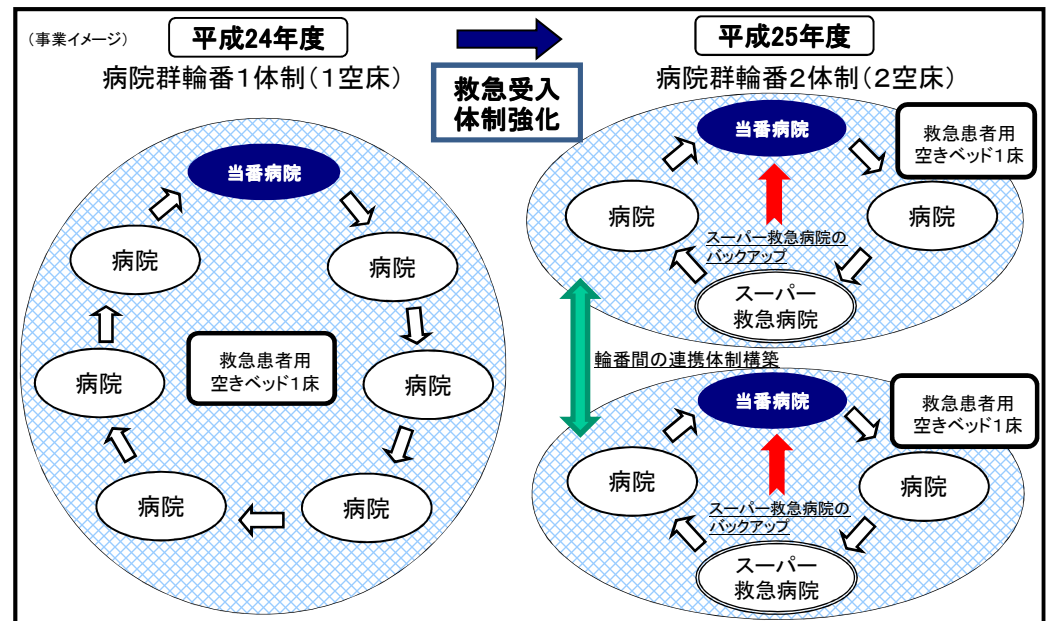 (事業イメージ)
平成24年度
病院群輪番1体制(1空床)
救急受入
体制強化
平成25年度
病院群輪番2体制(2空床)
当番病院
病院
病院
病院
病院
病院
病院
救急患者用
空きベッド1床
当番病院
救急患者用
空きベッド1床
病院
病院
スーパー救急病院の
バックアップ
スーパー
救急病院
輪番間の連携体制構築
当番病院
救急患者用
空きベッド1床
病院
病院
スーパー救急病院の
バックアップ
スーパー
救急病院